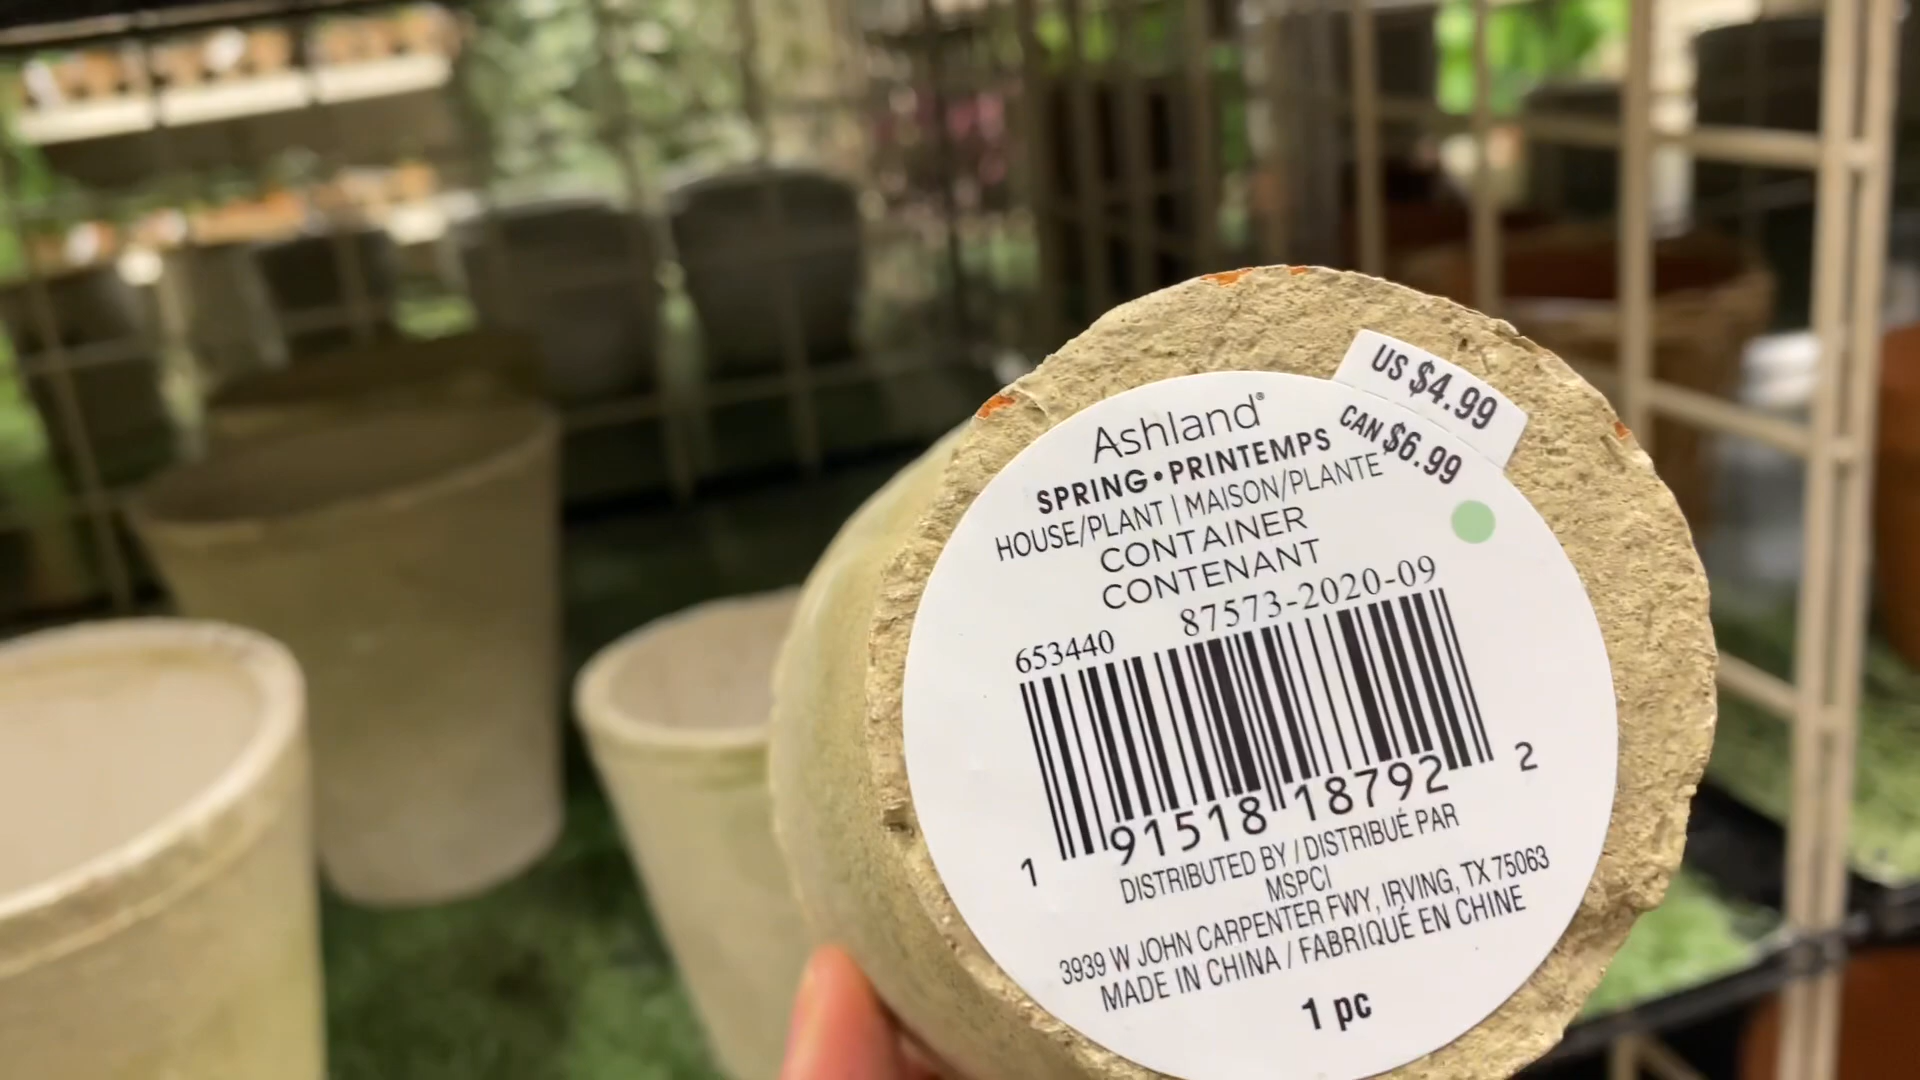 US $4.99
CAN $6.99
Ashland®
SPRING•PRINTEMPS
HOUSE/PLANT | MAISON/PLANTE
CONTAINER
CONTENANT
653440 87573-2020-09
1 91518 18792 2
DISTRIBUTED BY / DISTRIBUÉ PAR
MSPCI
3939 W JOHN CARPENTER FWY, IRVING, TX 75063
MADE IN CHINA / FABRIQUÉ EN CHINE
1 pc